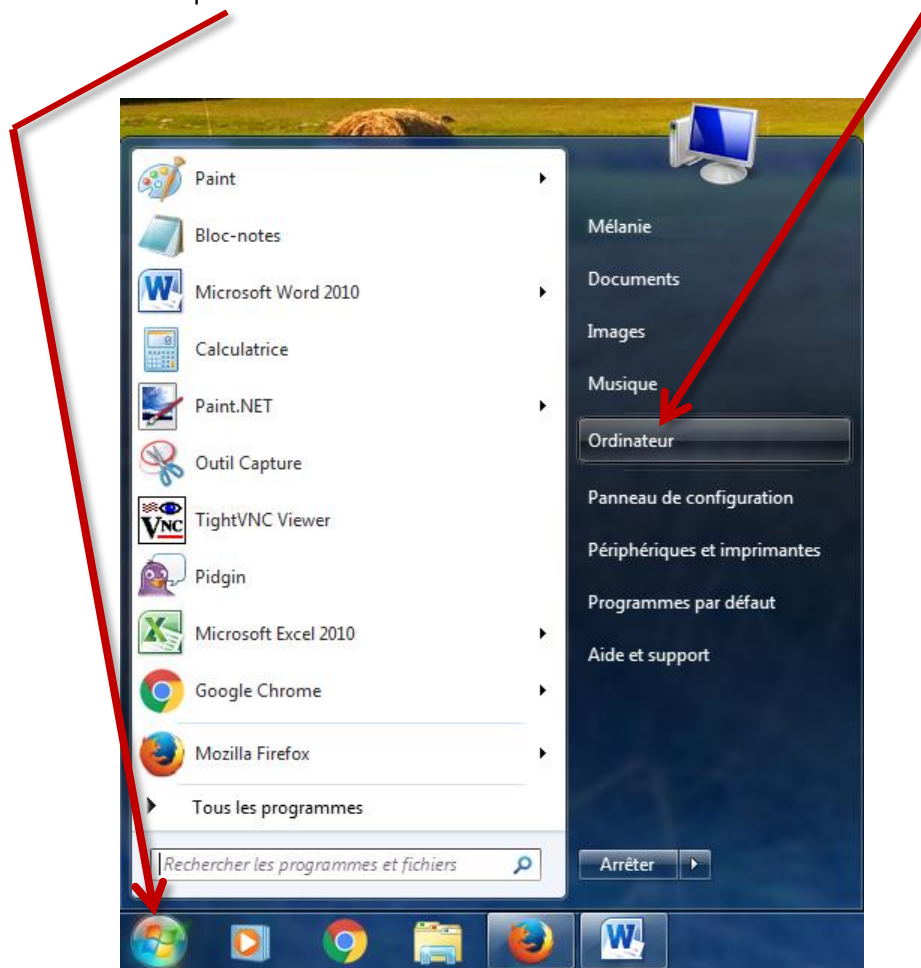 Paint
Bloc-notes
Microsoft Word 2010
Calculatrice
Paint.NET
Outil Capture
VNC
TightVNC Viewer
Pidgin
Microsoft Excel 2010
Google Chrome
Mozilla Firefox
Tous les programmes
Rechercher les programmes et fichiers
Mélanie
Documents
Images
Musique
Ordinateur
Panneau de configuration
Périphériques et imprimantes
Programmes par défaut
Aide et support
Arrêter